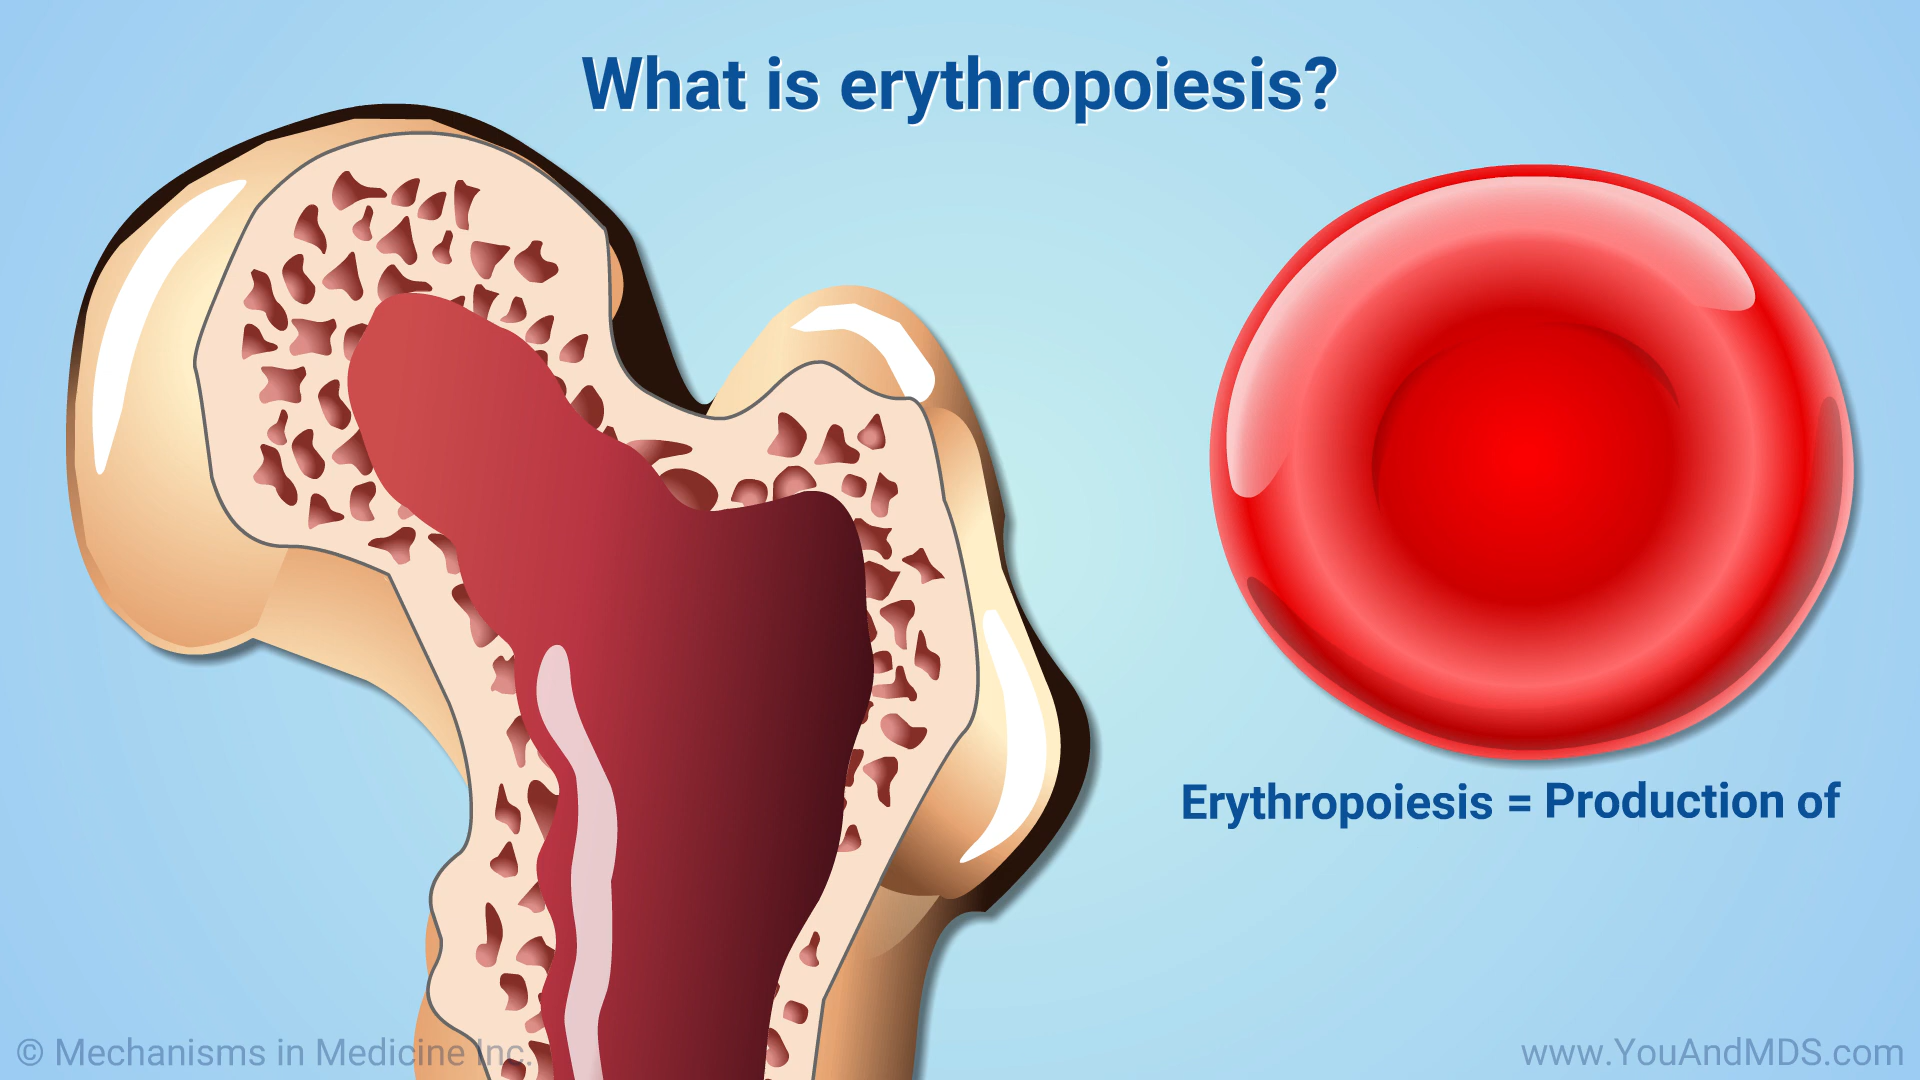 What is erythropoiesis?
Erythropoiesis = Production of
© Mechanisms in Medicine Inc.
www.YouAndMDS.com